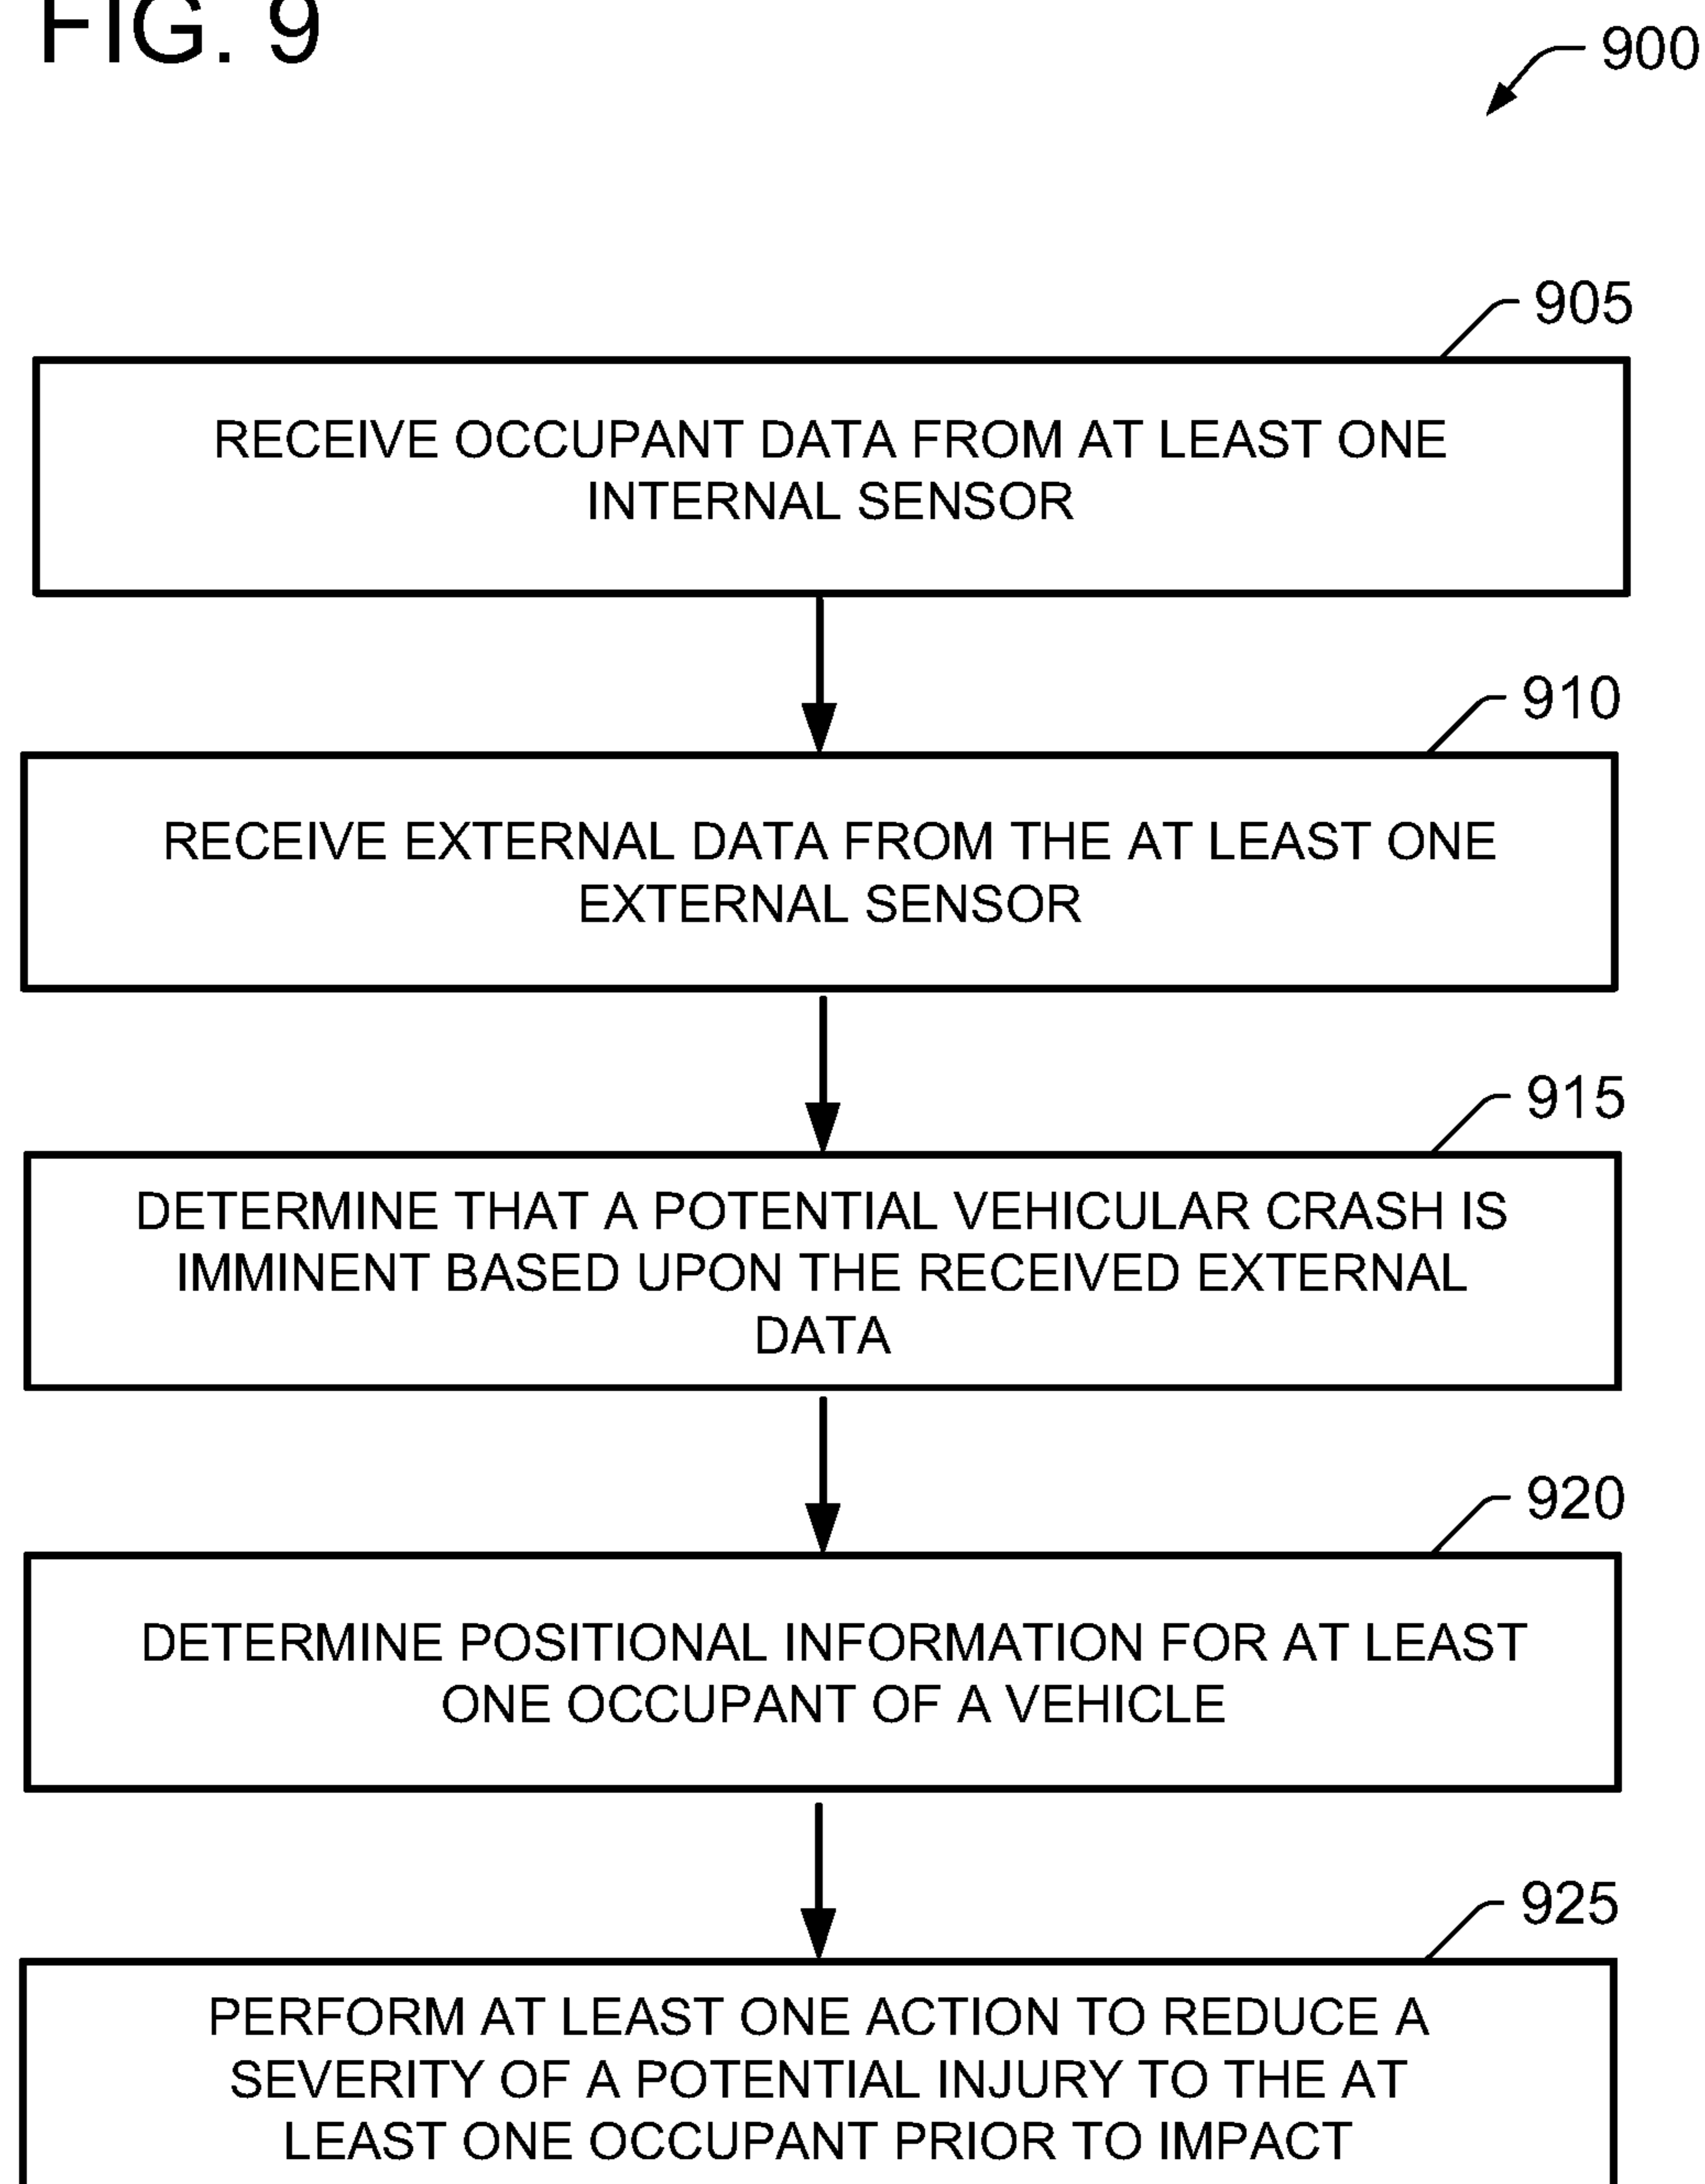 FIG. 9
900
905
RECEIVE OCCUPANT DATA FROM AT LEAST ONE
INTERNAL SENSOR
910
RECEIVE EXTERNAL DATA FROM THE AT LEAST ONE
EXTERNAL SENSOR
915
DETERMINE THAT A POTENTIAL VEHICULAR CRASH IS
IMMINENT BASED UPON THE RECEIVED EXTERNAL
DATA
920
DETERMINE POSITIONAL INFORMATION FOR AT LEAST
ONE OCCUPANT OF A VEHICLE
925
PERFORM AT LEAST ONE ACTION TO REDUCE A
SEVERITY OF A POTENTIAL INJURY TO THE AT
LEAST ONE OCCUPANT PRIOR TO IMPACT